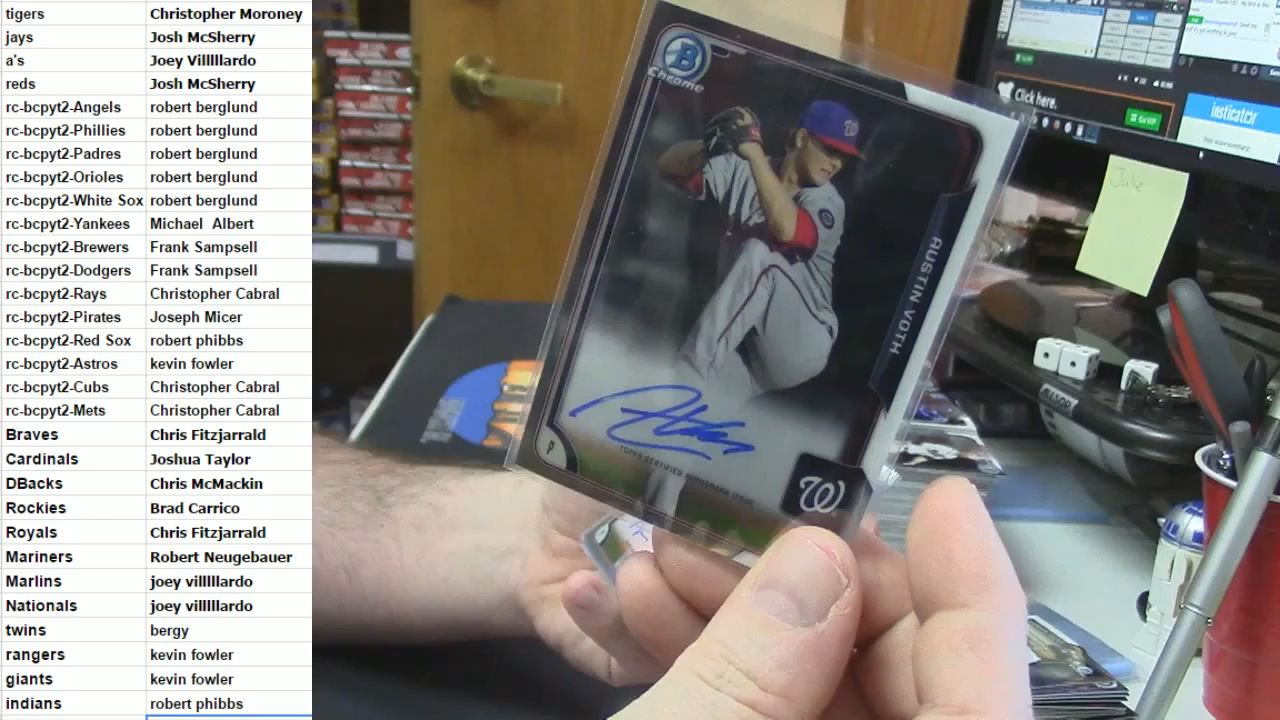 tigers Christopher Moroney
jays Josh McSherry
a's Joey Villlllardo
reds Josh McSherry
rc-bcpyt2-Angels robert berglund
rc-bcpyt2-Phillies robert berglund
rc-bcpyt2-Padres robert berglund
rc-bcpyt2-Orioles robert berglund
rc-bcpyt2-White Sox robert berglund
rc-bcpyt2-Yankees Michael Albert
rc-bcpyt2-Brewers Frank Sampsell
rc-bcpyt2-Dodgers Frank Sampsell
rc-bcpyt2-Rays Christopher Cabral
rc-bcpyt2-Pirates Joseph Micer
rc-bcpyt2-Red Sox robert phibbs
rc-bcpyt2-Astros kevin fowler
rc-bcpyt2-Cubs Christopher Cabral
rc-bcpyt2-Mets Christopher Cabral
Braves Chris Fitzjarrald
Cardinals Joshua Taylor
DBacks Chris McMackin
Rockies Brad Carrico
Royals Chris Fitzjarrald
Mariners Robert Neugebauer
Marlins joey villlllardo
Nationals joey villlllardo
twins bergy
rangers kevin fowler
giants kevin fowler
indians robert phibbs
B
Chrome
W
AUSTIN VOTH
TOPPS CERTIFIED AUTOGRAPH ISSUE
P
W
Click here.
insticator
Jake